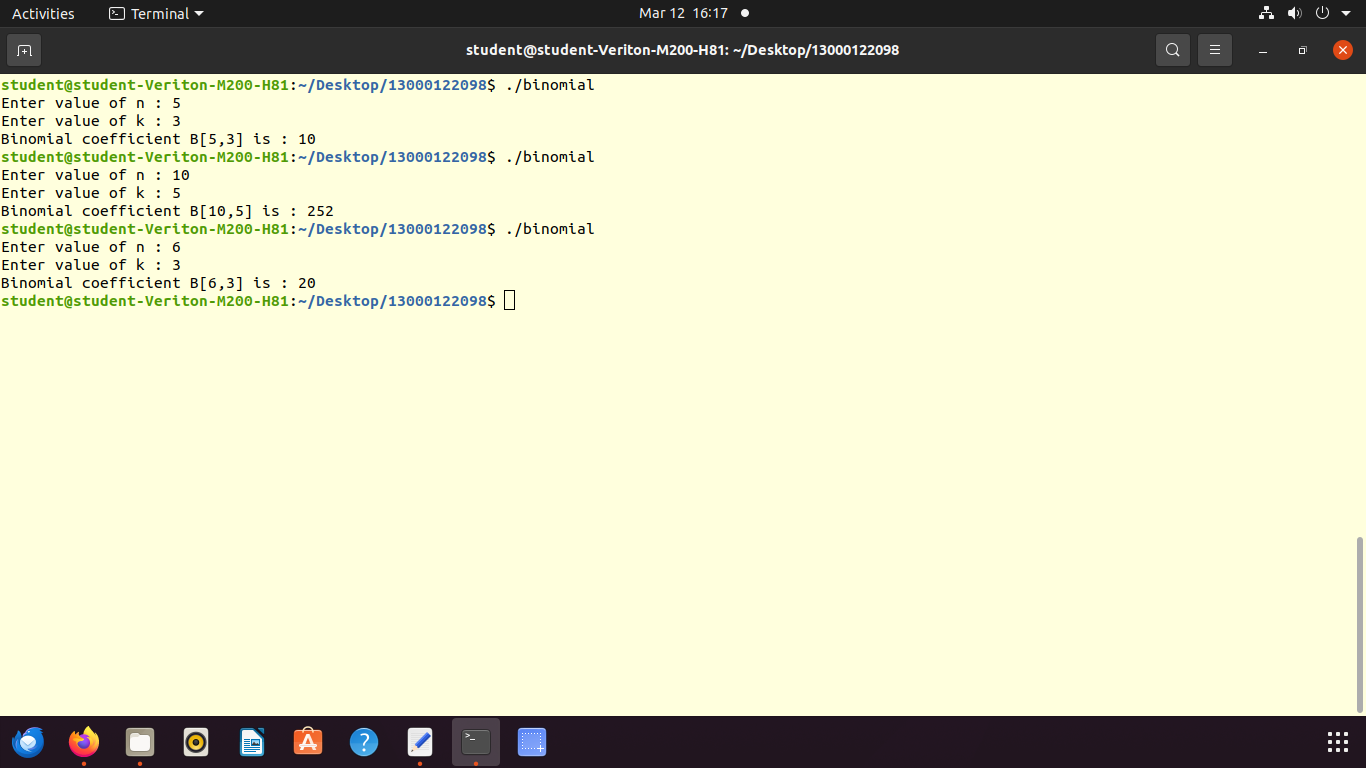 Activities Terminal Mar 12 16:17
student@student-Veriton-M200-H81: ~/Desktop/13000122098
student@student-Veriton-M200-H81:~/Desktop/13000122098$ ./binomial
Enter value of n : 5
Enter value of k : 3
Binomial coefficient B[5,3] is : 10
student@student-Veriton-M200-H81:~/Desktop/13000122098$ ./binomial
Enter value of n : 10
Enter value of k : 5
Binomial coefficient B[10,5] is : 252
student@student-Veriton-M200-H81:~/Desktop/13000122098$ ./binomial
Enter value of n : 6
Enter value of k : 3
Binomial coefficient B[6,3] is : 20
student@student-Veriton-M200-H81:~/Desktop/13000122098$